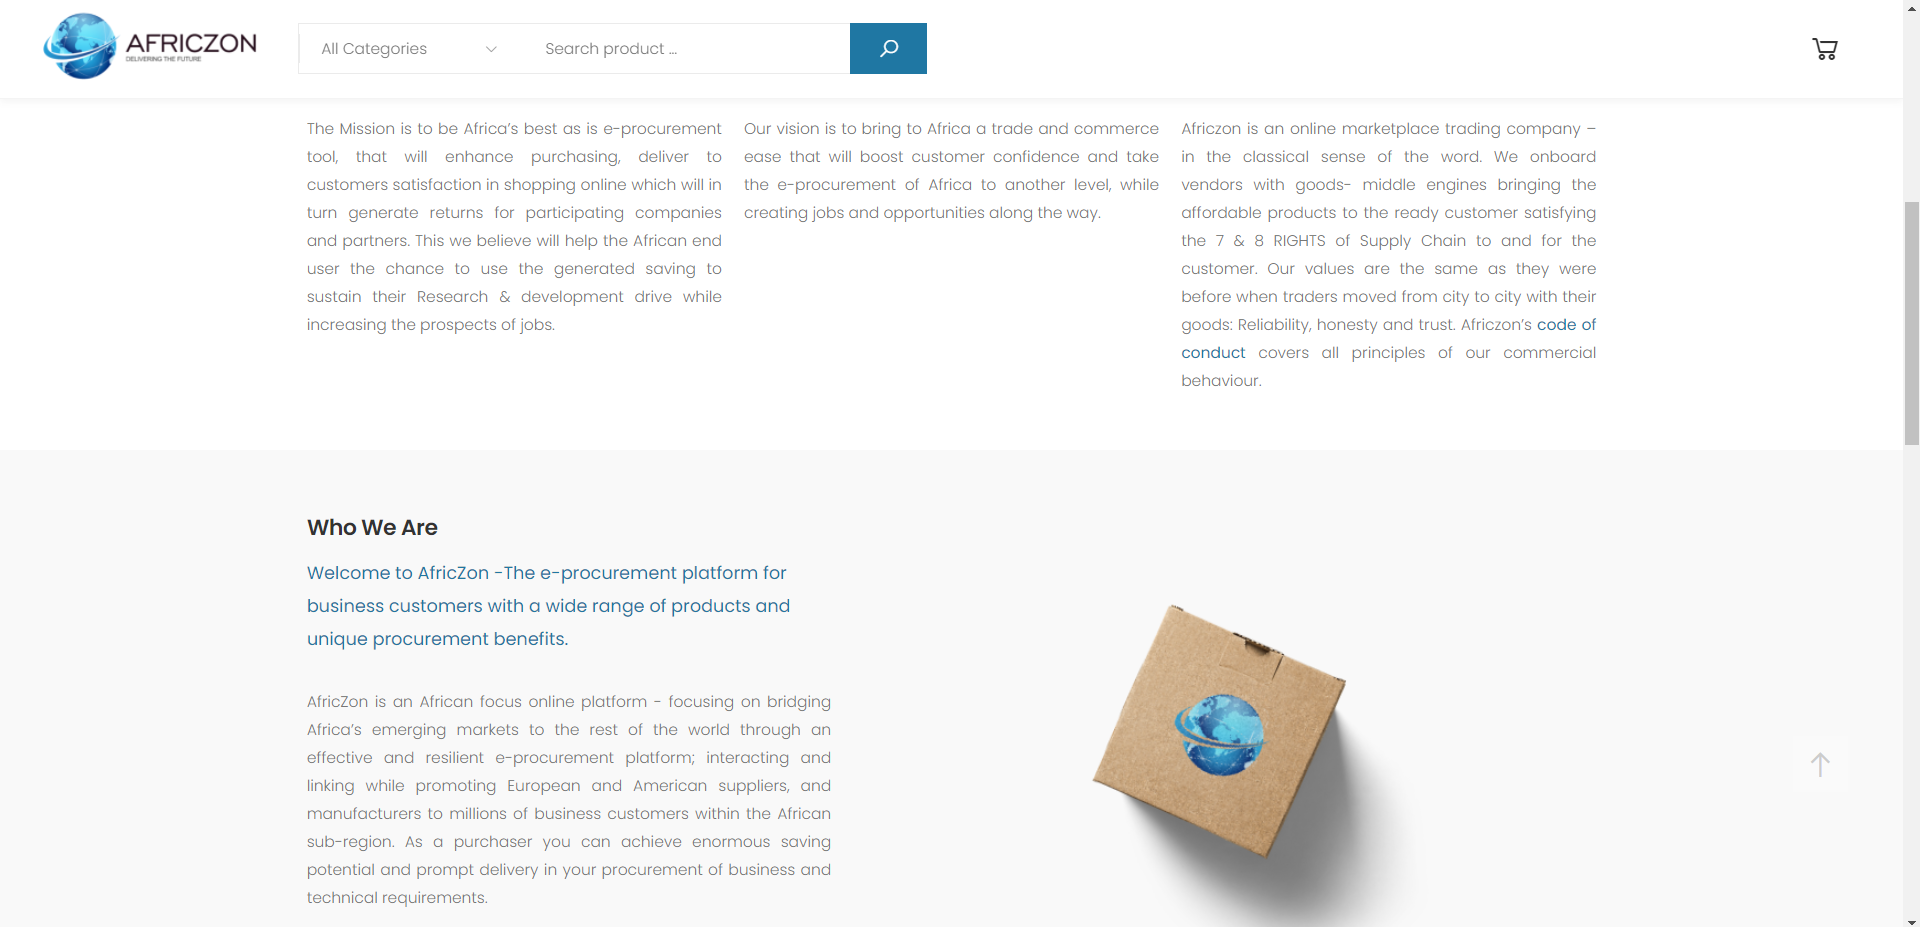 AFRICZON
DELIVERING THE FUTURE
All Categories
Search product ...
The Mission is to be Africa’s best as is e-procurement
tool, that will enhance purchasing, deliver to
customers satisfaction in shopping online which will in
turn generate returns for participating companies
and partners. This we believe will help the African end
user the chance to use the generated saving to
sustain their Research & development drive while
increasing the prospects of jobs.
Our vision is to bring to Africa a trade and commerce
ease that will boost customer confidence and take
the e-procurement of Africa to another level, while
creating jobs and opportunities along the way.
Africzon is an online marketplace trading company –
in the classical sense of the word. We onboard
vendors with goods- middle engines bringing the
affordable products to the ready customer satisfying
the 7 & 8 RIGHTS of Supply Chain to and for the
customer. Our values are the same as they were
before when traders moved from city to city with their
goods: Reliability, honesty and trust. Africzon’s code of
conduct covers all principles of our commercial
behaviour.
Who We Are
Welcome to AfricZon -The e-procurement platform for
business customers with a wide range of products and
unique procurement benefits.
AfricZon is an African focus online platform - focusing on bridging
Africa’s emerging markets to the rest of the world through an
effective and resilient e-procurement platform; interacting and
linking while promoting European and American suppliers, and
manufacturers to millions of business customers within the African
sub-region. As a purchaser you can achieve enormous saving
potential and prompt delivery in your procurement of business and
technical requirements.